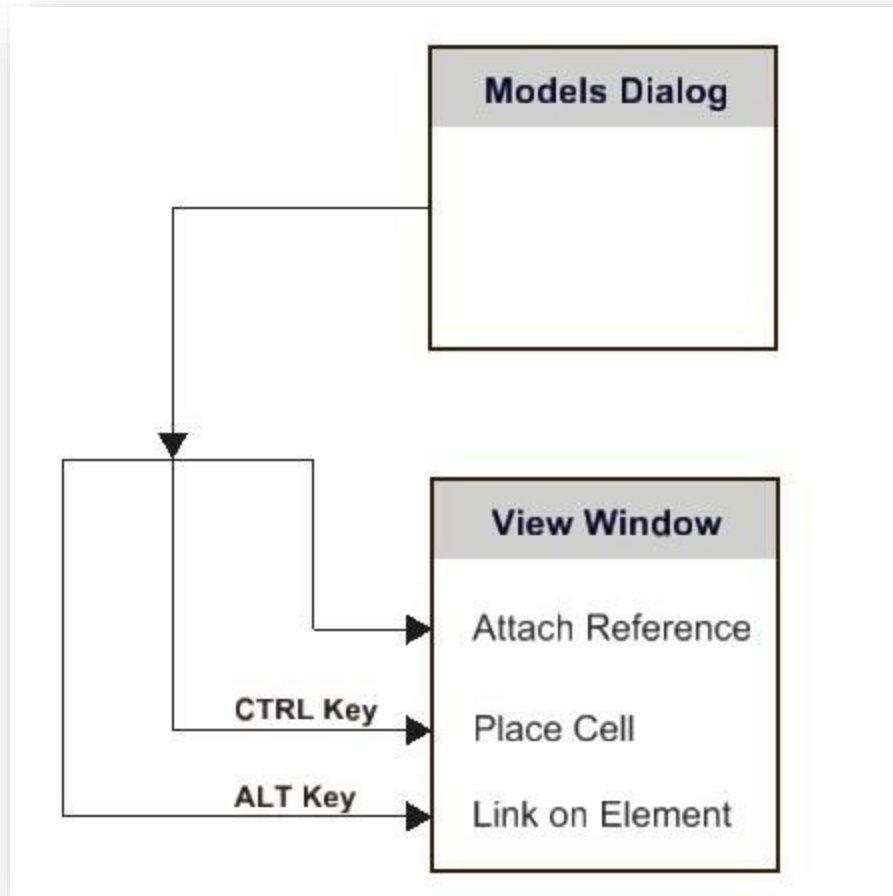 Models Dialog
View Window
Attach Reference
CTRL Key
Place Cell
ALT Key
Link on Element